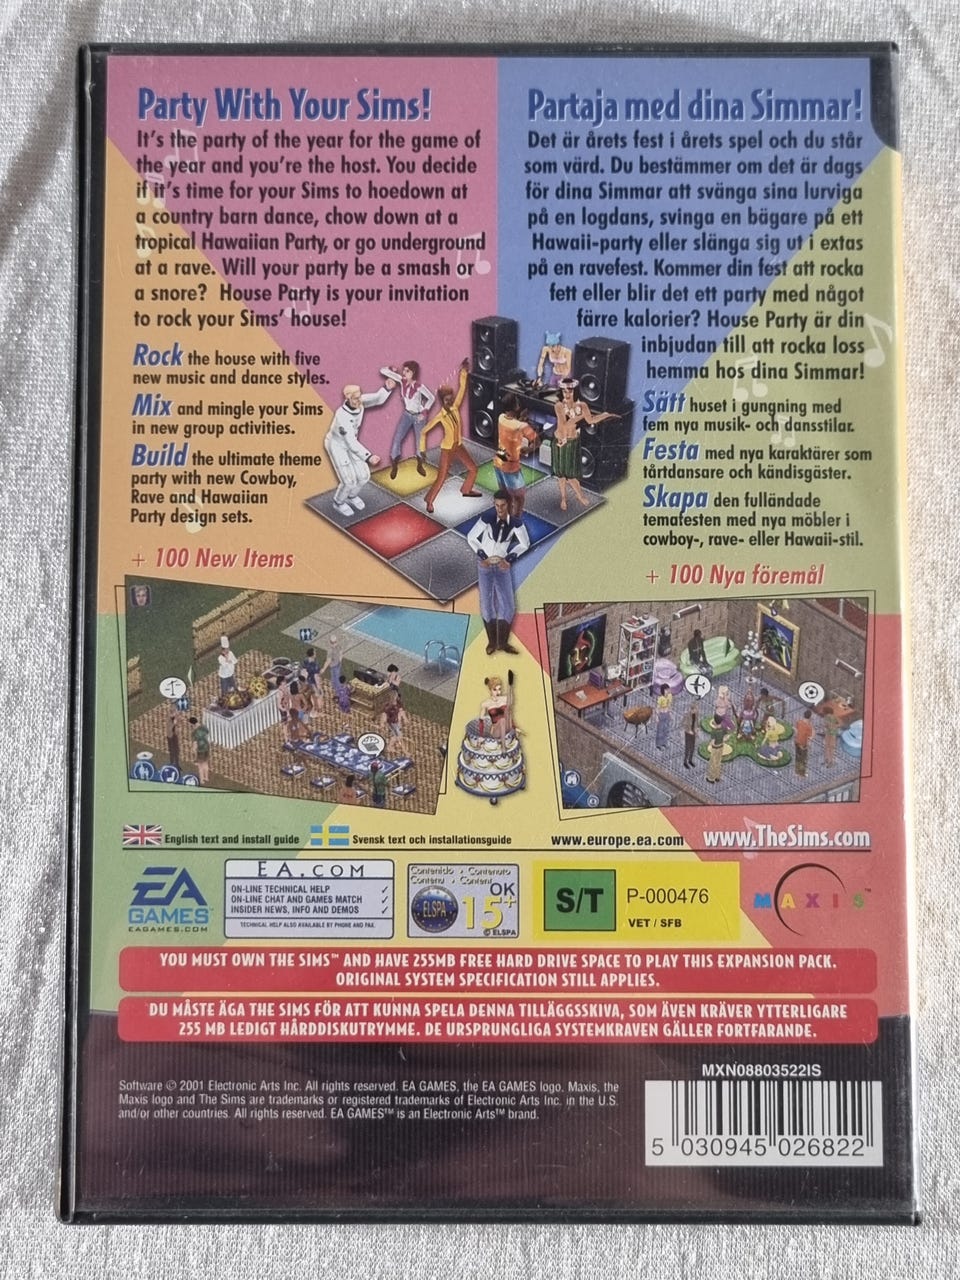 Party With Your Sims!
It's the party of the year for the game of
the year and you're the host. You decide
if it's time for your Sims to hoedown at
a country barn dance, chow down at a
tropical Hawaiian Party, or go underground
at a rave. Will your party be a smash or
a snore? House Party is your invitation
to rock your Sims' house!
Rock the house with five
new music and dance styles.
Mix and mingle your Sims
in new group activities.
Build the ultimate theme
party with new Cowboy,
Rave and Hawaiian
Party design sets.
+ 100 New Items
Partaja med dina Simmar!
Det är årets fest i årets spel och du står
som värd. Du bestämmer om det är dags
för dina Simmar att svänga sina lurviga
på en logdans, svinga en bägare på ett
Hawaii-party eller slänga sig ut i extas
på en ravefest. Kommer din fest att rocka
fett eller blir det ett party med något
färre kalorier? House Party är din
inbjudan till att rocka loss
hemma hos dina Simmar!
Sätt huset i gungning med
fem nya musik- och dansstilar.
Festa med nya karaktärer som
tårtdansare och kändisgäster.
Skapa den fulländade
temafesten med nya möbler i
cowboy-, rave- eller Hawaii-stil.
+ 100 Nya föremål
English text and install guide
Svensk text och installationsguide
www.europe.ea.com
www.TheSims.com
EA
GAMES™
EAGAMES.COM
EA.COM
ON-LINE TECHNICAL HELP ✓
ON-LINE CHAT AND GAMES MATCH ✓
INSIDER NEWS, INFO AND DEMOS ✓
TECHNICAL HELP ALSO AVAILABLE BY PHONE AND FAX.
Contenido • Contenuto
Contenu • Content
OK
ELSPA
15+
© ELSPA
S/T
P-000476
VET / SFB
MAXIS™
YOU MUST OWN THE SIMS™ AND HAVE 255MB FREE HARD DRIVE SPACE TO PLAY THIS EXPANSION PACK.
ORIGINAL SYSTEM SPECIFICATION STILL APPLIES.
DU MÅSTE ÄGA THE SIMS FÖR ATT KUNNA SPELA DENNA TILLÄGGSSKIVA, SOM ÄVEN KRÄVER YTTERLIGARE
255 MB LEDIGT HÅRDDISKUTRYMME. DE URSPRUNGLIGA SYSTEMKRAVEN GÄLLER FORTFARANDE.
Software © 2001 Electronic Arts Inc. All rights reserved. EA GAMES, the EA GAMES logo, Maxis, the
Maxis logo and The Sims are trademarks or registered trademarks of Electronic Arts Inc. in the U.S.
and/or other countries. All rights reserved. EA GAMES™ is an Electronic Arts™ brand.
MXN08803522IS
5 030945 026822